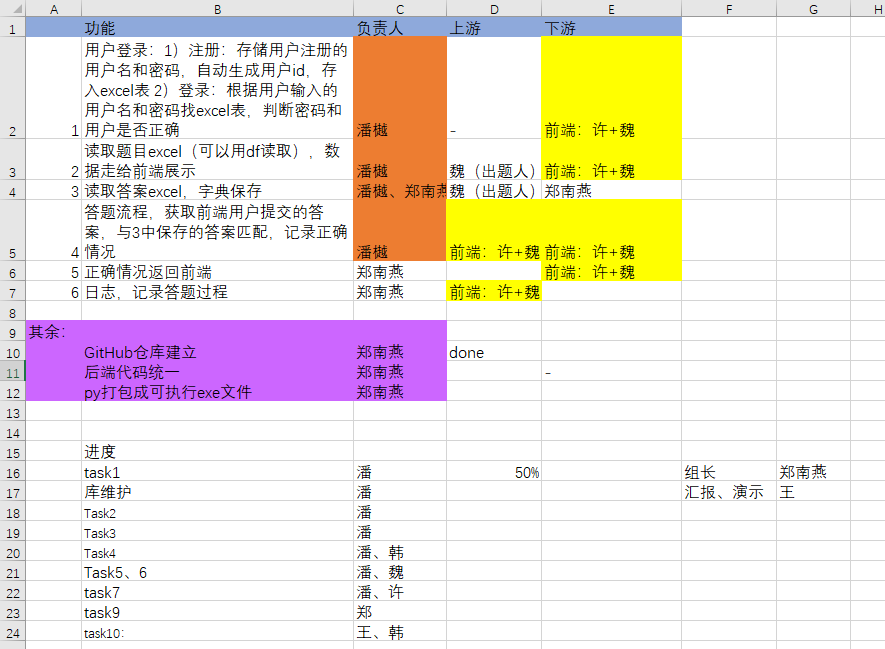 A B C D E F G H
1 功能 负责人 上游 下游
用户登录：1）注册：存储用户注册的
用户名和密码，自动生成用户id，存
入excel表 2）登录：根据用户输入的
用户名和密码找excel表，判断密码和
2 1 用户是否正确 潘樾 - 前端：许+魏
读取题目excel（可以用df读取），数
3 2 据走给前端展示 潘樾 魏（出题人） 前端：许+魏
4 3 读取答案excel，字典保存 潘樾、郑南燕 魏（出题人） 郑南燕
答题流程，获取前端用户提交的答
案，与3中保存的答案匹配，记录正确
5 4 情况 潘樾 前端：许+魏 前端：许+魏
6 5 正确情况返回前端 郑南燕 前端：许+魏
7 6 日志，记录答题过程 郑南燕 前端：许+魏
8
9 其余：
10 GitHub仓库建立 郑南燕 done
11 后端代码统一 郑南燕 -
12 py打包成可执行exe文件 郑南燕
13
14
15 进度
16 task1 潘 50% 组长 郑南燕
17 库维护 潘 汇报、演示 王
18 Task2 潘
19 Task3 潘
20 Task4 潘、韩
21 Task5、6 潘、魏
22 task7 潘、许
23 task9 郑
24 task10： 王、韩